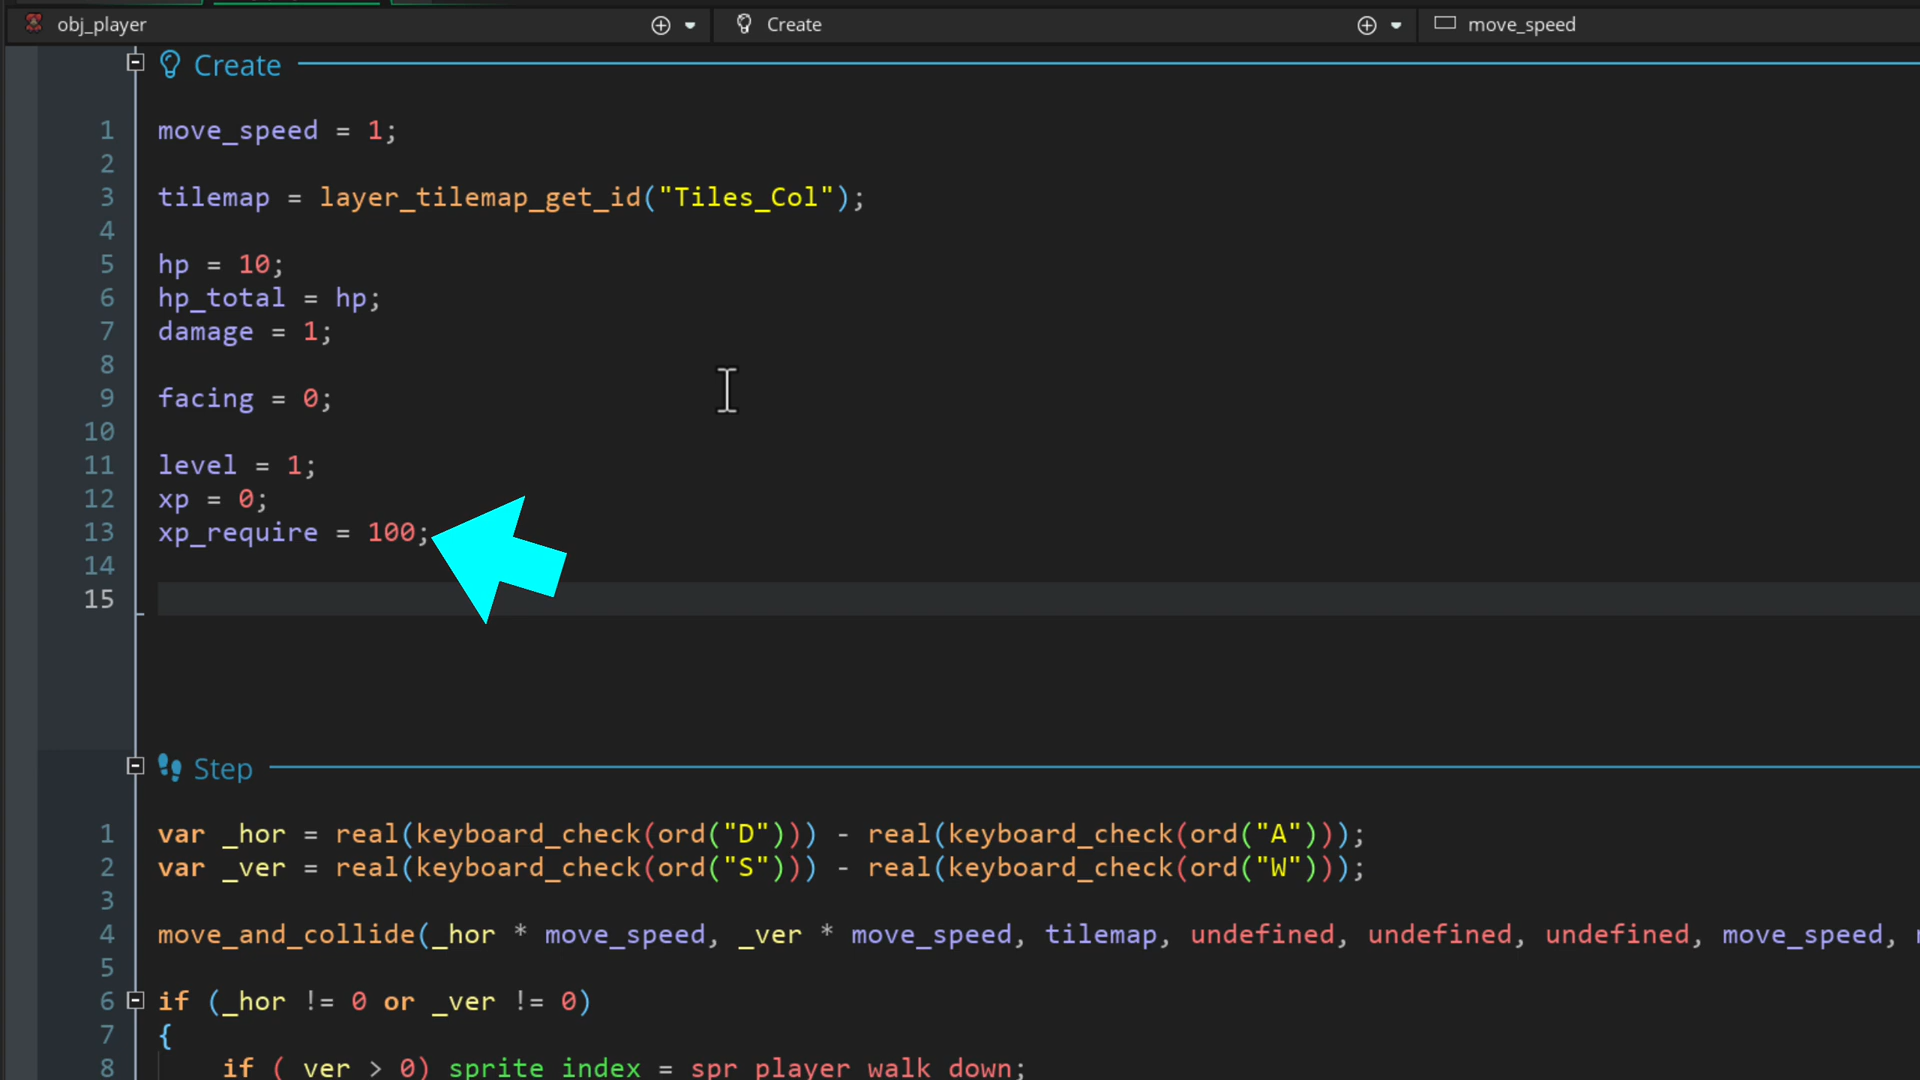 obj_player
Create
move_speed
Create
1 move_speed = 1;
2
3 tilemap = layer_tilemap_get_id("Tiles_Col");
4
5 hp = 10;
6 hp_total = hp;
7 damage = 1;
8
9 facing = 0;
10
11 level = 1;
12 xp = 0;
13 xp_require = 100;
14
15
Step
1 var _hor = real(keyboard_check(ord("D"))) - real(keyboard_check(ord("A")));
2 var _ver = real(keyboard_check(ord("S"))) - real(keyboard_check(ord("W")));
3
4 move_and_collide(_hor * move_speed, _ver * move_speed, tilemap, undefined, undefined, undefined, move_speed,
5
6 if (_hor != 0 or _ver != 0)
7 {
8 if (_ver > 0) sprite_index = spr_player_walk_down;